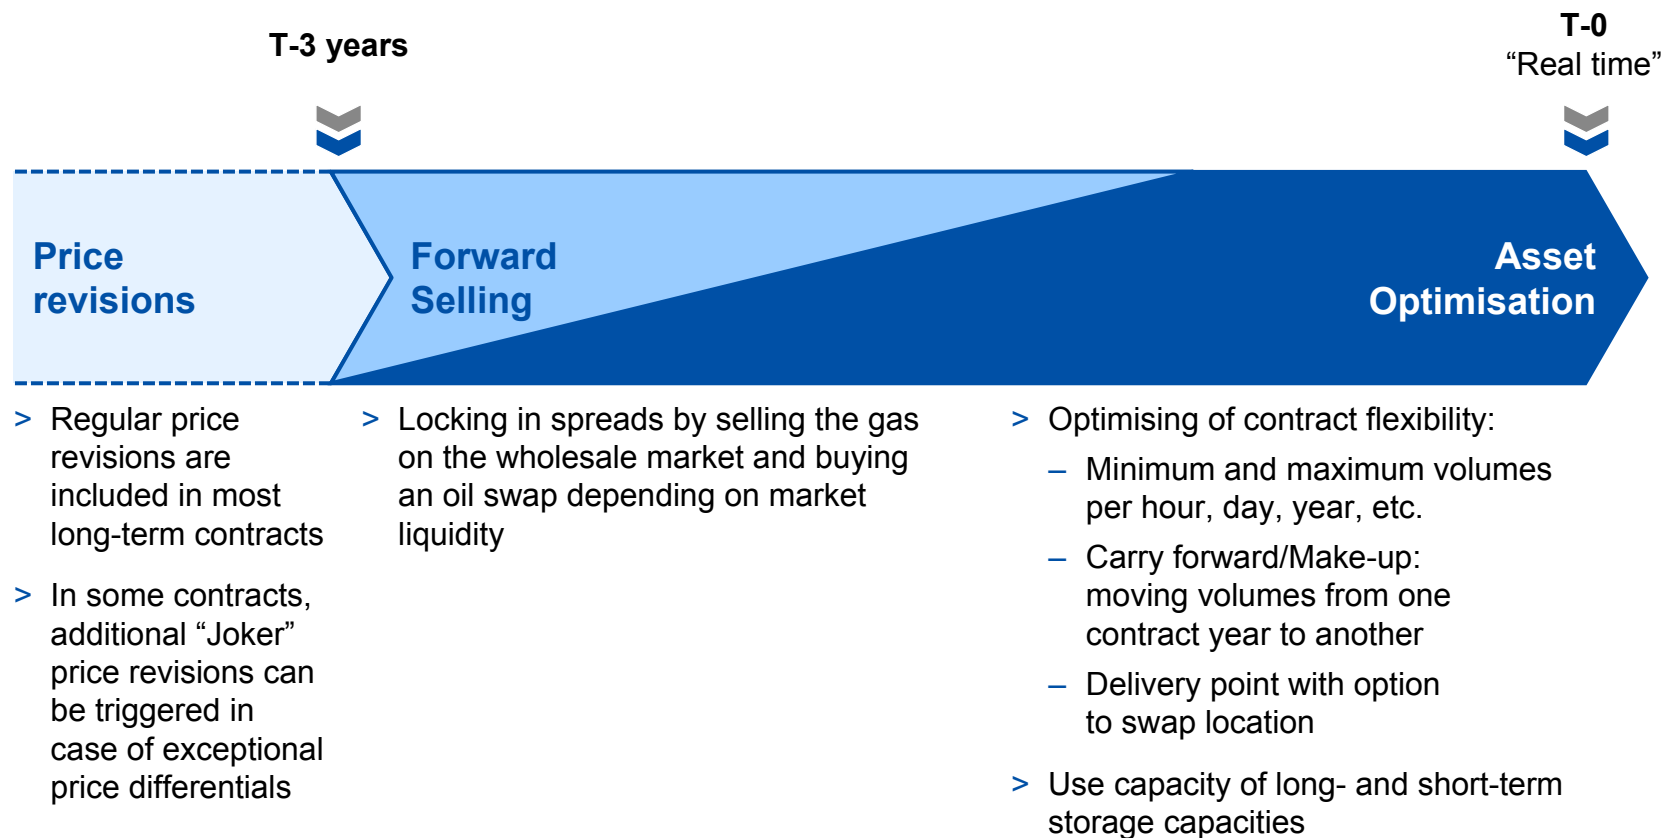 T-3 years
T-0
“Real time”
Price
revisions
Forward
Selling
Asset
Optimisation
> Regular price
revisions are
included in most
long-term contracts
> In some contracts,
additional “Joker”
price revisions can
be triggered in
case of exceptional
price differentials
> Locking in spreads by selling the gas
on the wholesale market and buying
an oil swap depending on market
liquidity
> Optimising of contract flexibility:
– Minimum and maximum volumes
per hour, day, year, etc.
– Carry forward/Make-up:
moving volumes from one
contract year to another
– Delivery point with option
to swap location
> Use capacity of long- and short-term
storage capacities